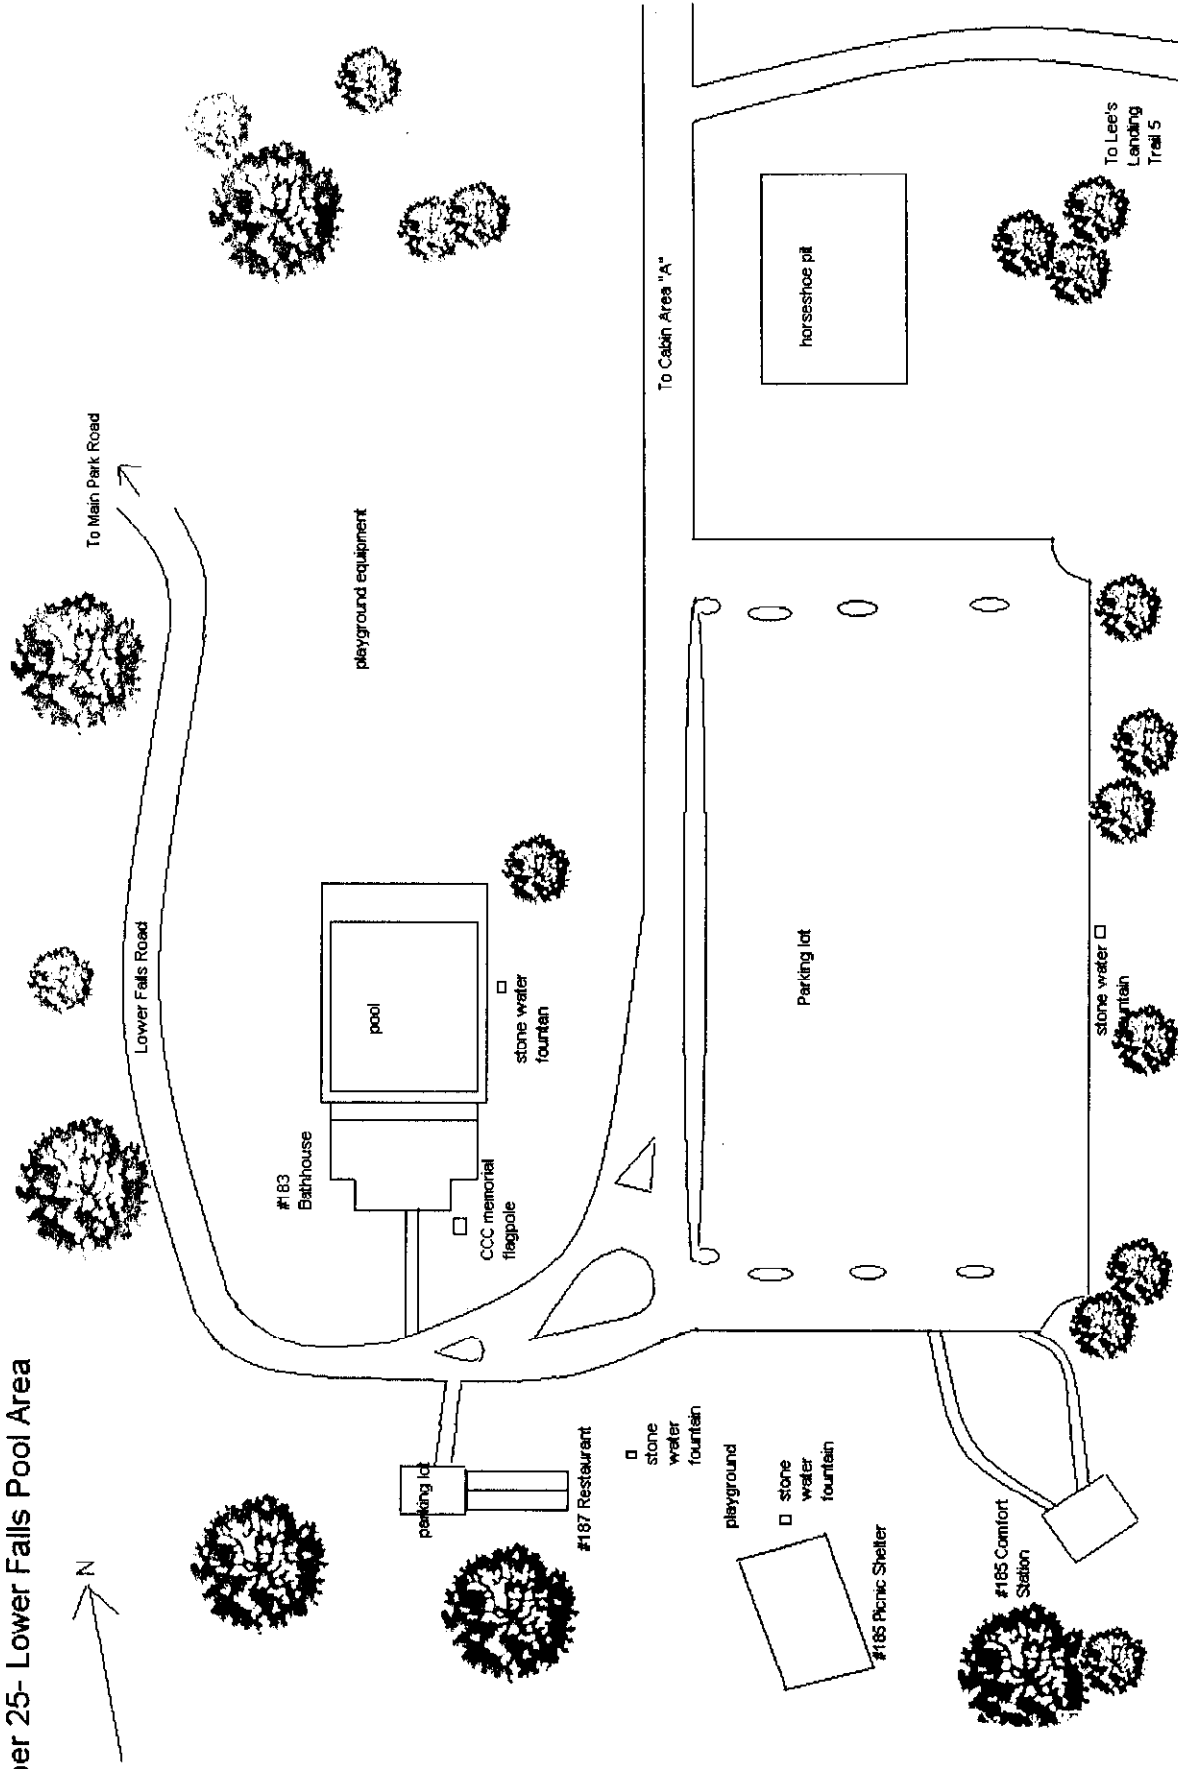 er 25- Lower Falls Pool Area
N
To Main Park Road
Lower Falls Road
playground equipment
#183
Bathhouse
pool
CCC memorial
flagpole
stone water
fountan
parking lot
#187 Restaurant
To Cabin Area "A"
stone
water
fountain
playground
stone
water
fountain
#185 Picnic Shelter
Parking lot
horseshoe pit
#185 Comfort
Station
stone water
fountain
To Lee's
Landing
Trail 5